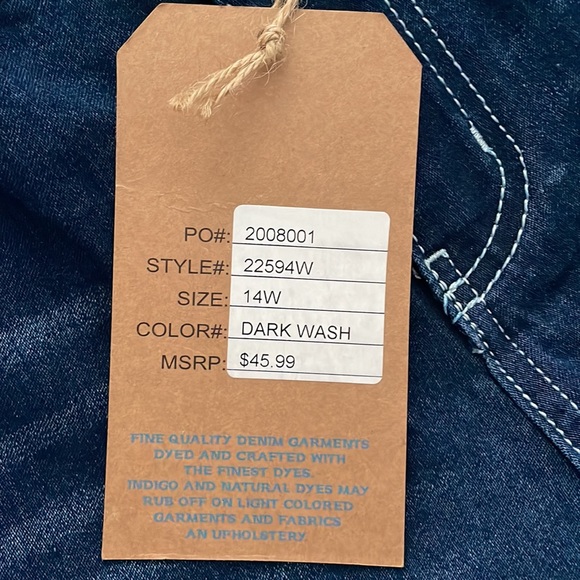 PO#: 2008001
STYLE#: 22594W
SIZE: 14W
COLOR#: DARK WASH
MSRP: $45.99
FINE QUALITY DENIM GARMENTS
DYED AND CRAFTED WITH
THE FINEST DYES.
INDIGO AND NATURAL DYES MAY
RUB OFF ON LIGHT COLORED
GARMENTS AND FABRICS
AN UPHOLSTERY.